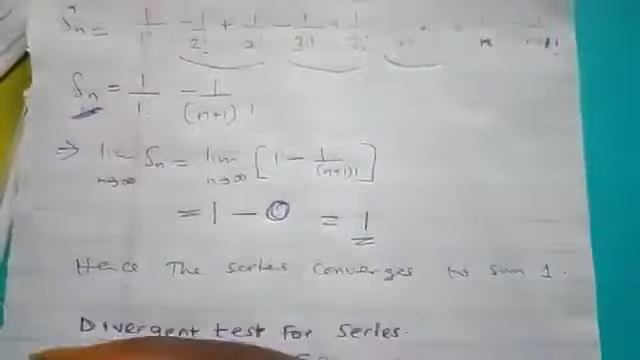 Sn = 1/1! - 1/2! + 1/2! - 1/3! + 1/3!
Sn = 1/1! - 1/(n+1)!
⇒ lim n→∞ Sn = lim n→∞ [1 - 1/(n+1)!]
= 1 - 0 = 1
Hence The series Converges to sum 1.
Divergent test For Series.